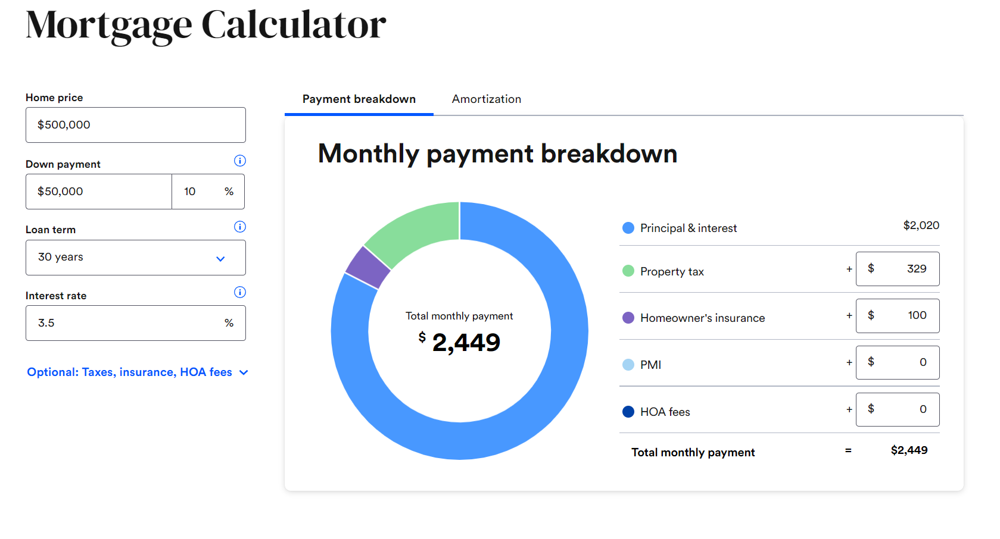 Mortgage Calculator
Home price
$500,000
Down payment
$50,000 10 %
Loan term
30 years
Interest rate
3.5 %
Optional: Taxes, insurance, HOA fees
Payment breakdown Amortization
Monthly payment breakdown
Total monthly payment
$ 2,449
Principal & interest $2,020
Property tax + $ 329
Homeowner's insurance + $ 100
PMI + $ 0
HOA fees + $ 0
Total monthly payment = $2,449